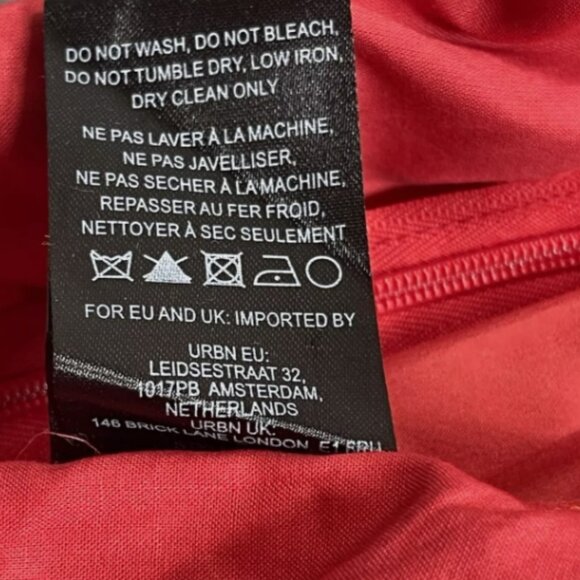 DO NOT WASH, DO NOT BLEACH,
DO NOT TUMBLE DRY, LOW IRON,
DRY CLEAN ONLY
NE PAS LAVER À LA MACHINE,
NE PAS JAVELLISER,
NE PAS SECHER À LA MACHINE,
REPASSER AU FER FROID,
NETTOYER À SEC SEULEMENT
FOR EU AND UK: IMPORTED BY
URBN EU:
LEIDSESTRAAT 32,
1017PB AMSTERDAM,
NETHERLANDS
URBN UK:
146 BRICK LANE LONDON E1 6RU